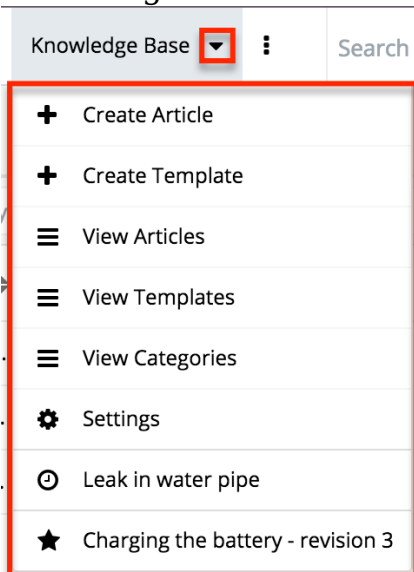 Knowledge Base
Search
Create Article
Create Template
View Articles
View Templates
View Categories
Settings
Leak in water pipe
Charging the battery - revision 3